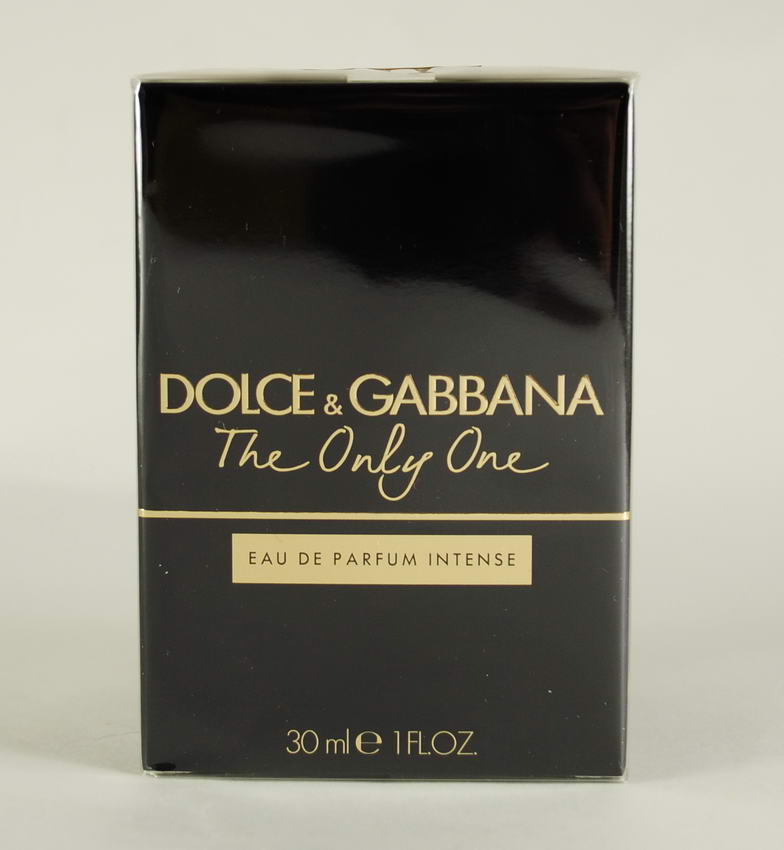 DOLCE & GABBANA
The Only One
EAU DE PARFUM INTENSE
30 ml ℮ 1 FL.OZ.